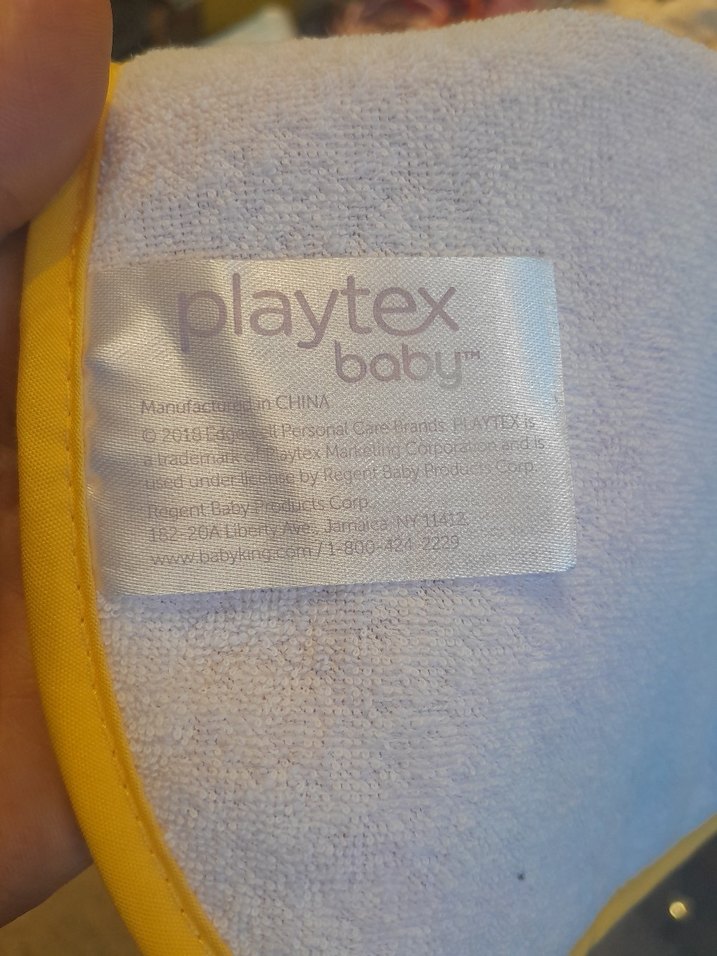 playtex
baby™
Manufactured in CHINA
© 2018 Edgewell Personal Care Brands. PLAYTEX is
a trademark of Playtex Marketing Corporation and is
used under license by Regent Baby Products Corp.
Regent Baby Products Corp.
182-20A Liberty Ave., Jamaica, NY 11412
www.babyking.com / 1-800-424-2229